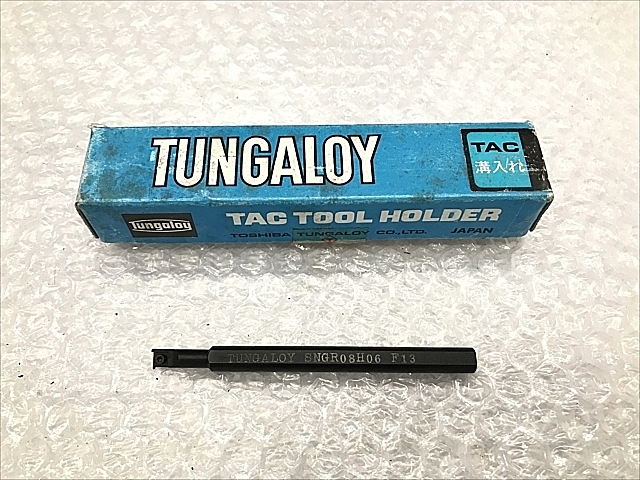 TUNGALOY
TAC
溝入れ
Tungaloy
TAC TOOL HOLDER
TOSHIBA TUNGALOY CO.,LTD. JAPAN
TUNGALOY SNGR08H06 F13